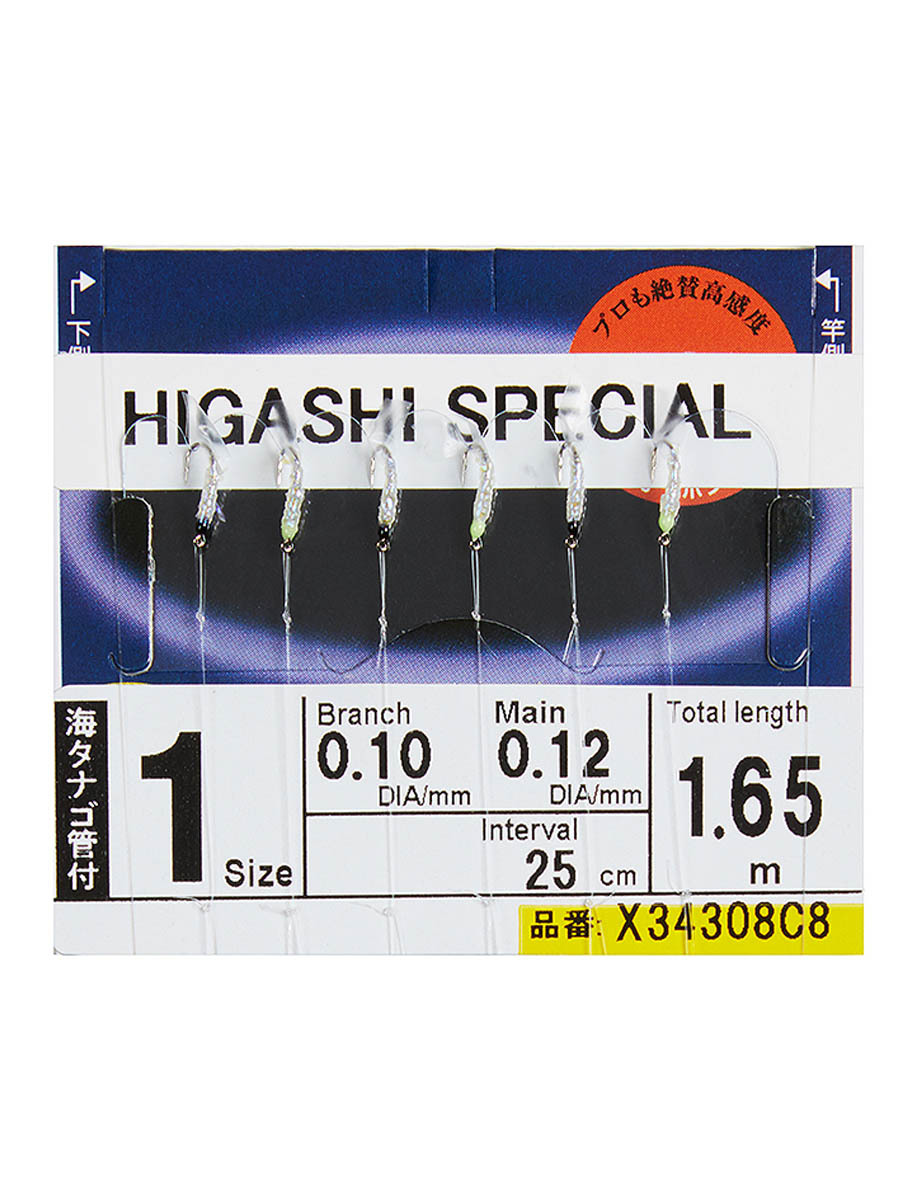 プロも絶賛高感度
下側
竿側
HIGASHI SPECIAL
海タナゴ管付
1
Size
Branch
0.10
DIA/mm
Main
0.12
DIA/mm
Interval
25 cm
Total length
1.65
m
品番: X34308C8